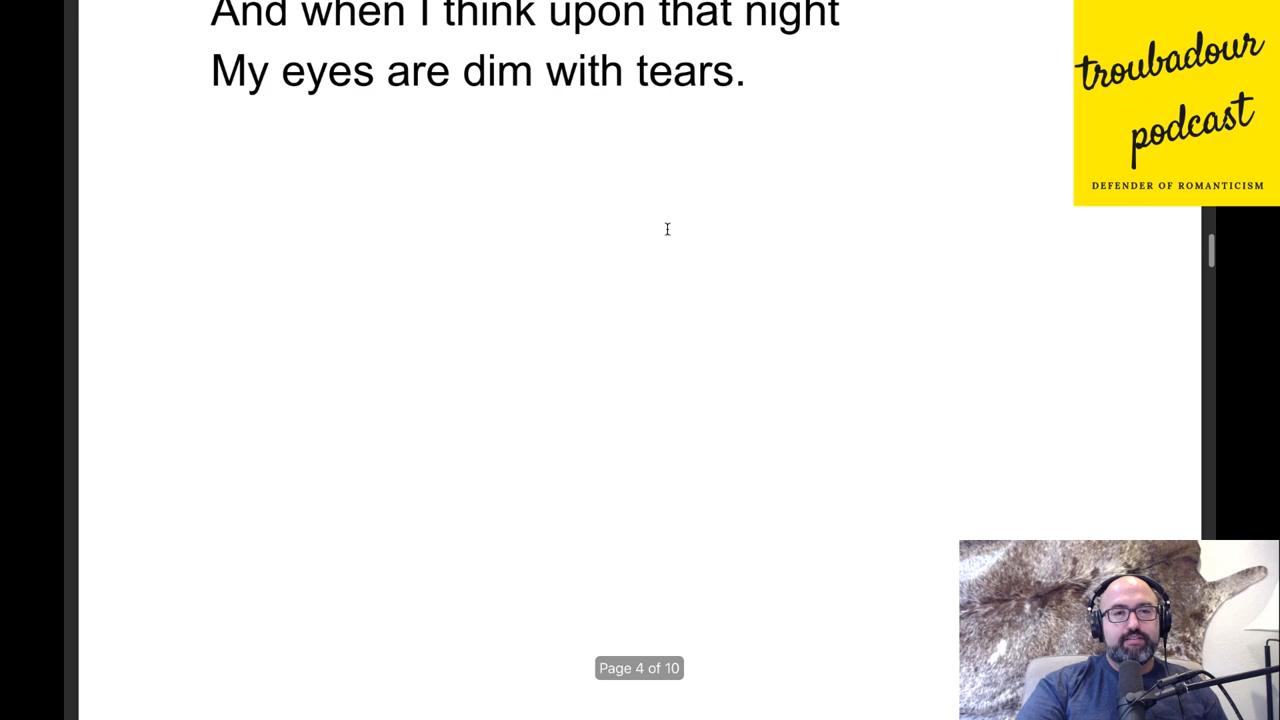 And when I think upon that night
My eyes are dim with tears.
troubadour
podcast
DEFENDER OF ROMANTICISM
Page 4 of 10